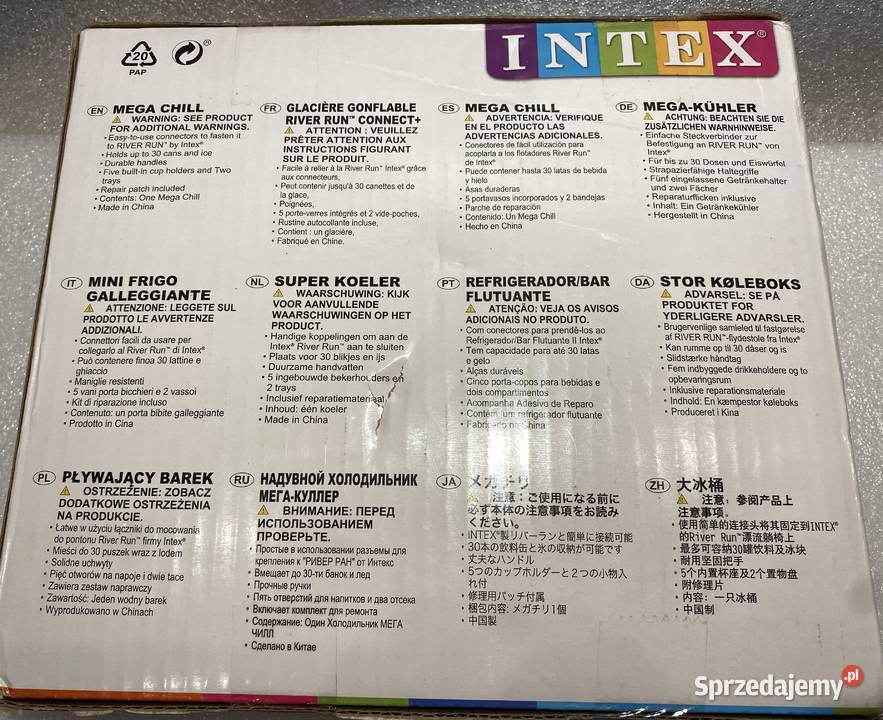 20
PAP
®
INTEX®
EN MEGA CHILL
WARNING: SEE PRODUCT
FOR ADDITIONAL WARNINGS.
• Easy-to-use connectors to fasten it
to RIVER RUN™ by Intex®
• Holds up to 30 cans and ice
• Durable handles
• Five built-in cup holders and Two
trays
• Repair patch included
• Contents: One Mega Chill
• Made in China
FR GLACIÈRE GONFLABLE
RIVER RUN™ CONNECT+
ATTENTION : VEUILLEZ
PRÊTER ATTENTION AUX
INSTRUCTIONS FIGURANT
SUR LE PRODUIT.
• Facile à relier à la River Run™ Intex® grâce
aux connecteurs,
• Peut contenir jusqu'à 30 canettes et de
la glace,
• Poignées,
• 5 porte-verres intégrés et 2 vide-poches,
• Rustine autocollante incluse,
• Contient : un glacière,
• Fabriqué en Chine.
ES MEGA CHILL
ADVERTENCIA: VERIFIQUE
EN EL PRODUCTO LAS
ADVERTENCIAS ADICIONALES.
• Conectores de fácil utilización para
acoplarla a los flotadores River Run™
de Intex®
• Puede contener hasta 30 latas de bebida
y hielo
• Asas duraderas
• 5 portavasos incorporados y 2 bandejas
• Parche de reparación
• Contenido: Un Mega Chill
• Hecho en China
DE MEGA-KÜHLER
ACHTUNG: BEACHTEN SIE DIE
ZUSÄTZLICHEN WARNHINWEISE.
• Einfache Steckverbinder zur
Befestigung an RIVER RUN™ von
Intex®
• Für bis zu 30 Dosen und Eiswürfel
• Strapazierfähige Haltegriffe
• Fünf eingelassene Getränkehalter
und zwei Fächer
• Reparaturflicken inklusive
• Inhalt: Ein Getränkekühler
• Hergestellt in China
IT MINI FRIGO
GALLEGGIANTE
ATTENZIONE: LEGGETE SUL
PRODOTTO LE AVVERTENZE
ADDIZIONALI.
• Connettori facili da usare per
collegarlo al River Run™ di Intex®
• Può contenere finoa 30 lattine e
ghiaccio
• Maniglie resistenti
• 5 vani porta bicchieri e 2 vassoi
• Kit di riparazione incluso
• Contenuto: un porta bibite galleggiante
• Prodotto in Cina
NL SUPER KOELER
WAARSCHUWING: KIJK
VOOR AANVULLENDE
WAARSCHUWINGEN OP HET
PRODUCT.
• Handige koppelingen om aan de
Intex® River Run™ aan te sluiten
• Plaats voor 30 blikjes en ijs
• Duurzame handvatten
• 5 ingebouwde bekerhouders en
2 trays
• Inclusief reparatiemateriaal
• Inhoud: één koeler
• Made in China
PT REFRIGERADOR/BAR
FLUTUANTE
ATENÇÃO: VEJA OS AVISOS
ADICIONAIS NO PRODUTO.
• Com conectores para prendê-los ao
Refrigerador/Bar Flutuante II Intex®
• Tem capacidade para até 30 latas
e gelo
• Alças duráveis
• Cinco porta-copos para bebidas e
dois compartimentos
• Acompanha Adesivo de Reparo
• Contém: um refrigerador flutuante
• Fabricado na China
DA STOR KØLEBOKS
ADVARSEL: SE PÅ
PRODUKTET FOR
YDERLIGERE ADVARSLER.
• Brugervenlige samleled til fastgørelse
af RIVER RUN™-flydestole fra Intex®
• Kan rumme op til 30 dåser og is
• Slidstærke håndtag
• Fem indbyggede drikkeholdere og to
opbevaringsrum
• Inklusive reparationsmateriale
• Indhold: En kæmpestor køleboks
• Produceret i Kina
PL PŁYWAJĄCY BAREK
OSTRZEŻENIE: ZOBACZ
DODATKOWE OSTRZEŻENIA
NA PRODUKCIE.
• Łatwe w użyciu łączniki do mocowania
do pontonu River Run™ firmy Intex®
• Mieści do 30 puszek wraz z lodem
• Solidne uchwyty
• Pięć otworów na napoje i dwie tace
• Zawiera zestaw naprawczy
• Zawartość: Jeden wodny barek
• Wyprodukowano w Chinach
RU НАДУВНОЙ ХОЛОДИЛЬНИК
МЕГА-КУЛЛЕР
ВНИМАНИЕ: ПЕРЕД
ИСПОЛЬЗОВАНИЕМ
ПРОВЕРЬТЕ.
• Простые в использовании разъемы для
крепления к "РИВЕР РАН" от Интекс
• Вмещает до 30-ти банок и лед
• Прочные ручки
• Пять отверстий для напитков и два отсека
• Включает комплект для ремонта
• Содержание: Один Холодильник МЕГА
ЧИЛЛ
• Сделано в Китае
JA メガチリ
注意：ご使用になる前に
必ず本体の注意事項をお読み
ください。
• INTEX®製リバーランと簡単に接続可能
• 30本の飲料缶と氷の収納が可能です
• 丈夫なハンドル
• 5つのカップホルダーと2つの小物入
れ付
• 修理用パッチ付属
• 梱包内容: メガチリ1個
• 中国製
ZH 大冰桶
注意：参阅产品上
注意事项。
• 使用简单的连接头将其固定到INTEX®
的River Run™漂流躺椅上
• 最多可容纳30罐饮料及冰块
• 耐用坚固把手
• 5个内置杯座及2个置物盘
• 附修理片
• 内容：一只冰桶
• 中国制
Sprzedajemy.pl